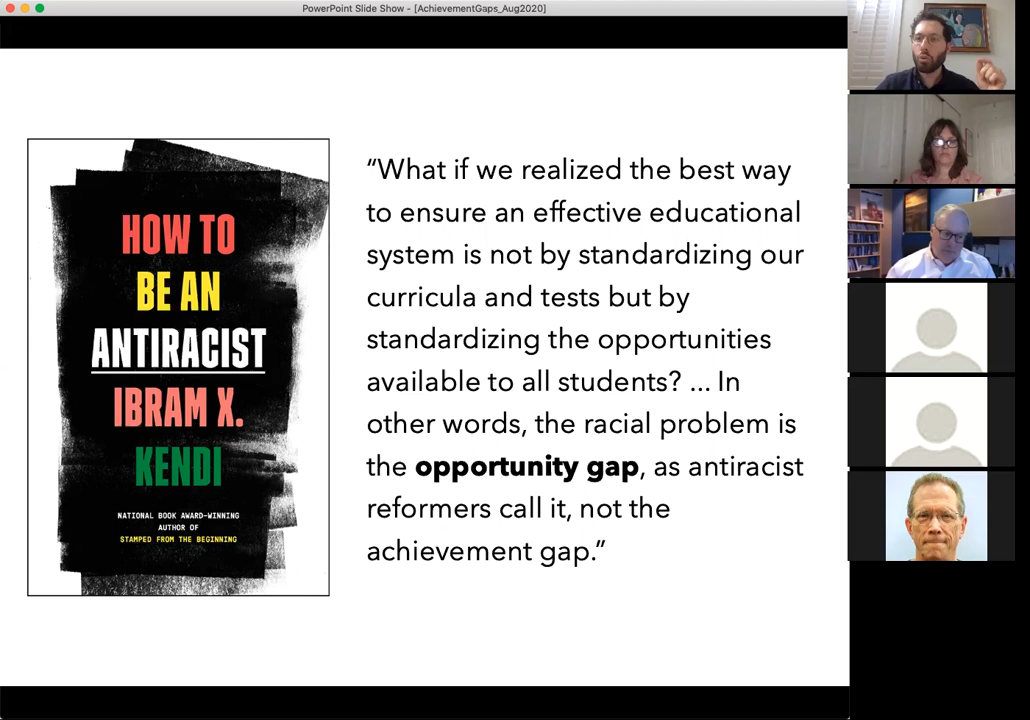 PowerPoint Slide Show - [AchievementGaps_Aug2020]
HOW TO
BE AN
ANTIRACIST
IBRAM X.
KENDI
NATIONAL BOOK AWARD-WINNING
AUTHOR OF
STAMPED FROM THE BEGINNING
“What if we realized the best way
to ensure an effective educational
system is not by standardizing our
curricula and tests but by
standardizing the opportunities
available to all students? ... In
other words, the racial problem is
the opportunity gap, as antiracist
reformers call it, not the
achievement gap.”